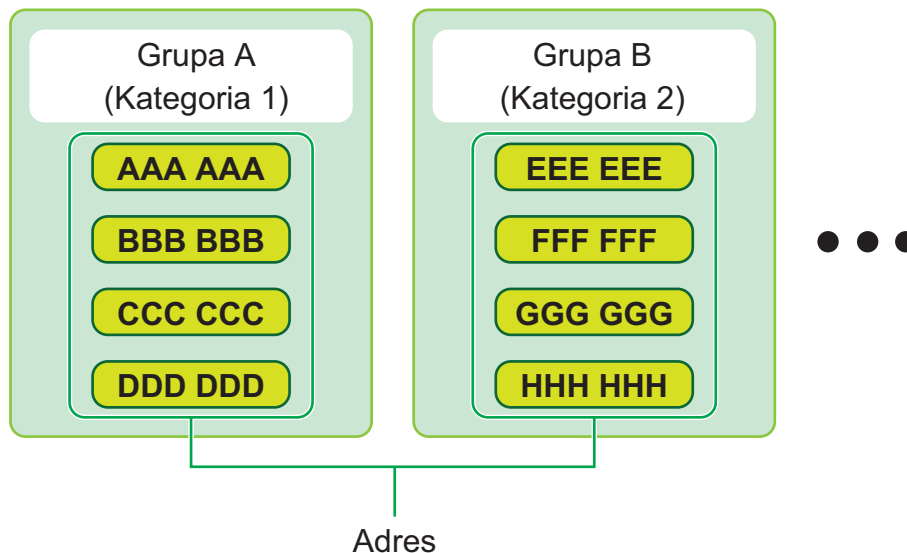 Grupa A
(Kategoria 1)
AAA AAA
BBB BBB
CCC CCC
DDD DDD
Grupa B
(Kategoria 2)
EEE EEE
FFF FFF
GGG GGG
HHH HHH
Adres